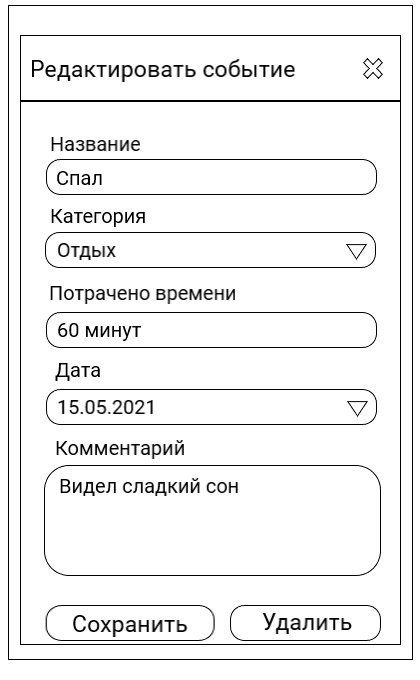 Редактировать событие
Название
Спал
Категория
Отдых
Потрачено времени
60 минут
Дата
15.05.2021
Комментарий
Видел сладкий сон
Сохранить Удалить